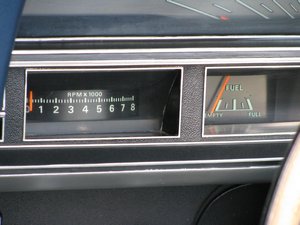 RPM X 1000
1 2 3 4 5 6 7 8
FUEL
EMPTY FULL